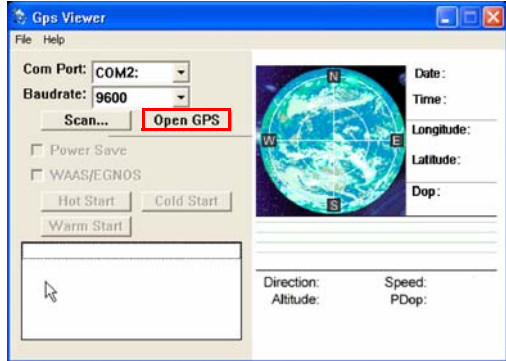 Gps Viewer
File Help
Com Port: COM2:
Baudrate: 9600
Scan... Open GPS
Power Save
WAAS/EGNOS
Hot Start Cold Start
Warm Start
N
W E
S
Date:
Time:
Longitude:
Latitude:
Dop:
Direction: Speed:
Altitude: PDop: